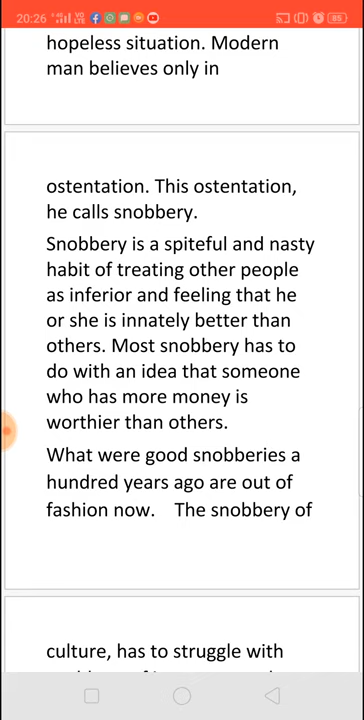 20:26
85
hopeless situation. Modern
man believes only in
ostentation. This ostentation,
he calls snobbery.
Snobbery is a spiteful and nasty
habit of treating other people
as inferior and feeling that he
or she is innately better than
others. Most snobbery has to
do with an idea that someone
who has more money is
worthier than others.
What were good snobberies a
hundred years ago are out of
fashion now. The snobbery of
culture, has to struggle with